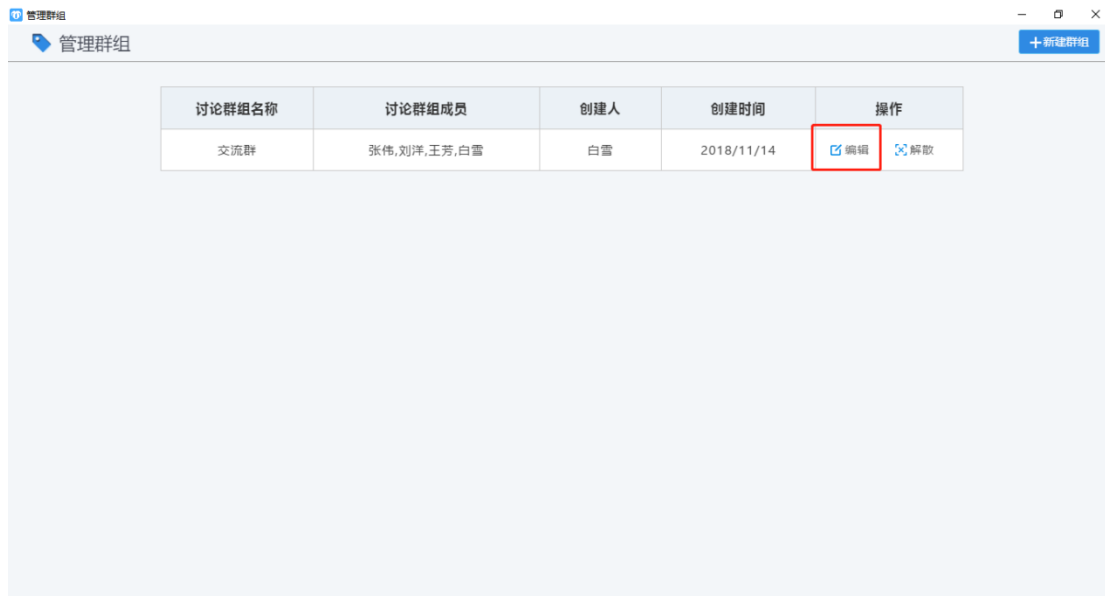 管理群组
管理群组
新建群组
讨论群组名称 讨论群组成员 创建人 创建时间 操作
交流群 张伟,刘洋,王芳,白雪 白雪 2018/11/14 编辑 解散